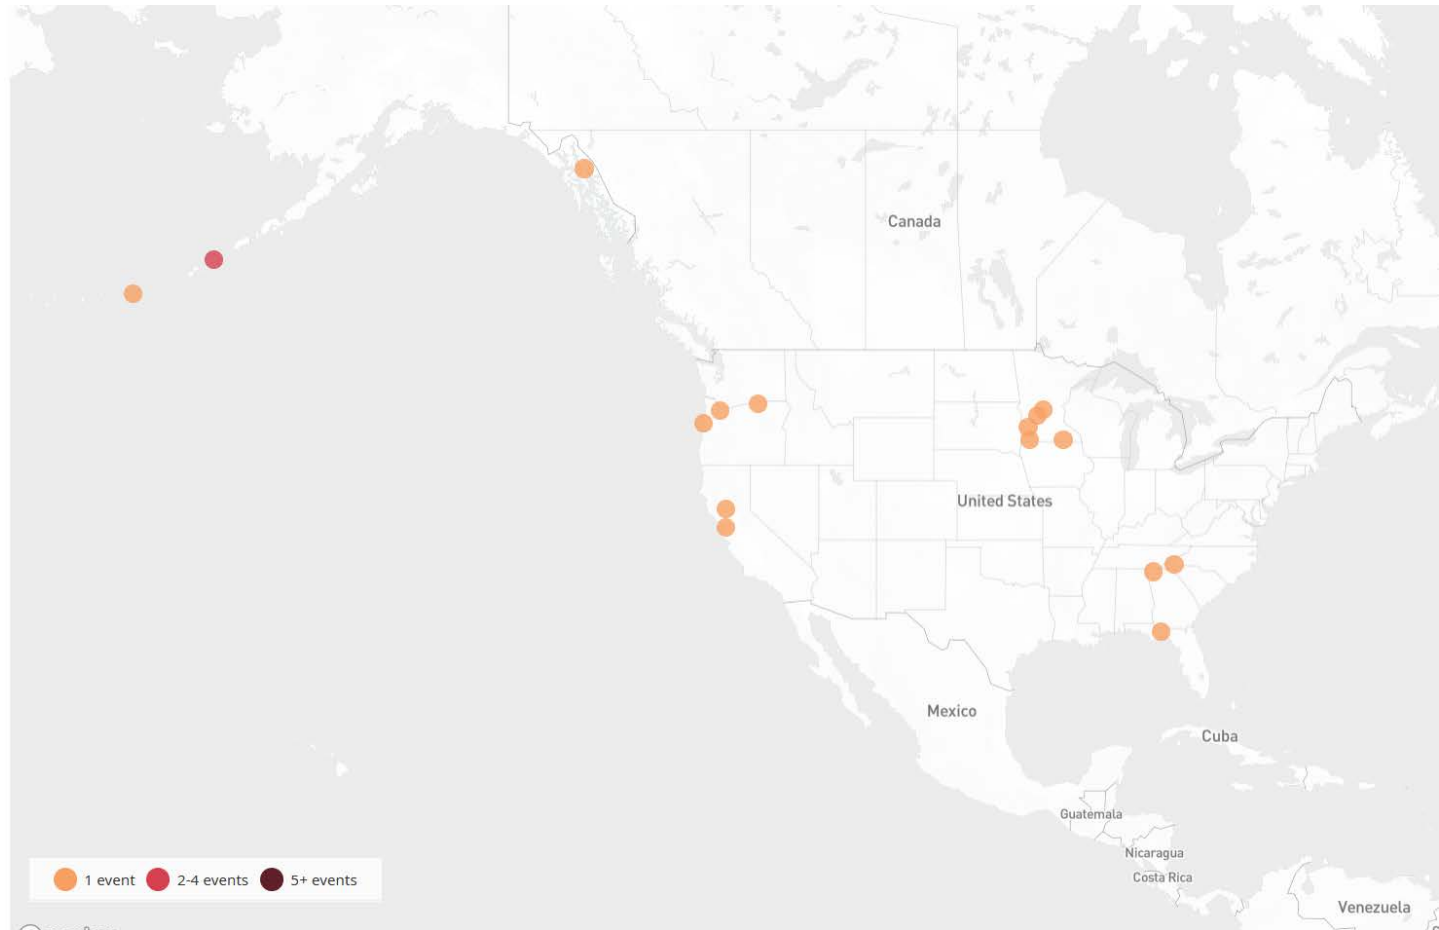 Canada
United States
Mexico
Cuba
Guatemala
Nicaragua
Costa Rica
Venezuela
1 event 2-4 events 5+ events